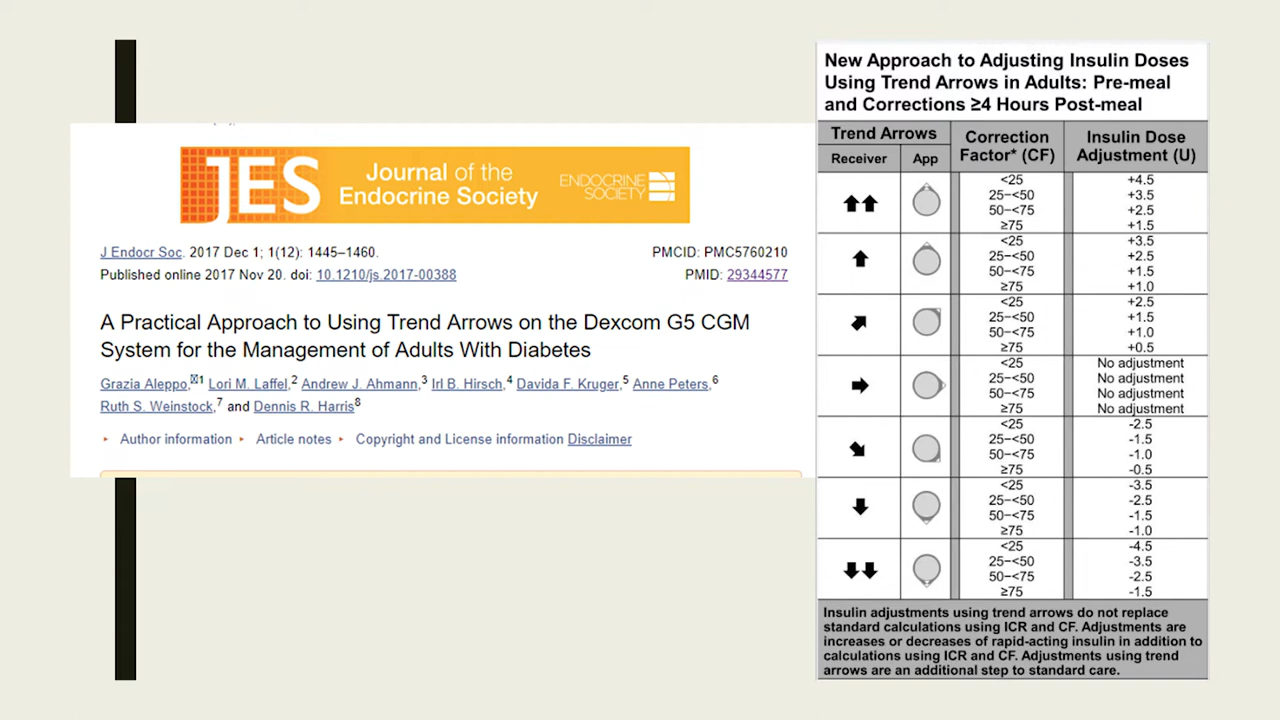 JES
Journal of the
Endocrine Society
ENDOCRINE
SOCIETY
J Endocr Soc. 2017 Dec 1; 1(12): 1445–1460.
PMCID: PMC5760210
Published online 2017 Nov 20. doi: 10.1210/js.2017-00388
PMID: 29344577
A Practical Approach to Using Trend Arrows on the Dexcom G5 CGM
System for the Management of Adults With Diabetes
Grazia Aleppo,1 Lori M. Laffel,2 Andrew J. Ahmann,3 Irl B. Hirsch,4 Davida F. Kruger,5 Anne Peters,6
Ruth S. Weinstock,7 and Dennis R. Harris8
Author information Article notes Copyright and License information Disclaimer
New Approach to Adjusting Insulin Doses
Using Trend Arrows in Adults: Pre-meal
and Corrections ≥4 Hours Post-meal
Trend Arrows
Receiver App
Correction
Factor* (CF)
Insulin Dose
Adjustment (U)
<25 +4.5
25–<50 +3.5
50–<75 +2.5
≥75 +1.5
<25 +3.5
25–<50 +2.5
50–<75 +1.5
≥75 +1.0
<25 +2.5
25–<50 +1.5
50–<75 +1.0
≥75 +0.5
<25 No adjustment
25–<50 No adjustment
50–<75 No adjustment
≥75 No adjustment
<25 -2.5
25–<50 -1.5
50–<75 -1.0
≥75 -0.5
<25 -3.5
25–<50 -2.5
50–<75 -1.5
≥75 -1.0
<25 -4.5
25–<50 -3.5
50–<75 -2.5
≥75 -1.5
Insulin adjustments using trend arrows do not replace
standard calculations using ICR and CF. Adjustments are
increases or decreases of rapid-acting insulin in addition to
calculations using ICR and CF. Adjustments using trend
arrows are an additional step to standard care.